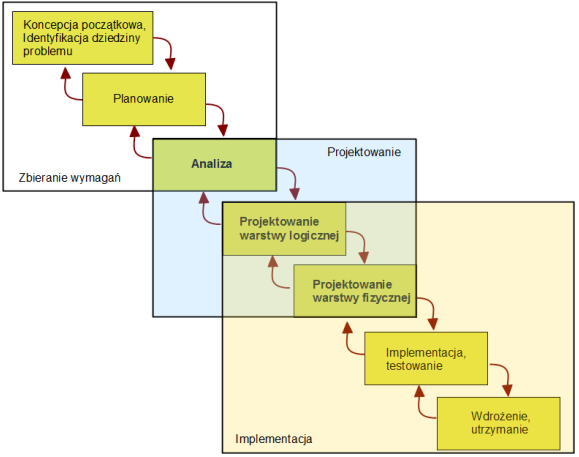 Koncepcja początkowa,
Identyfikacja dziedziny
problemu
Planowanie
Analiza
Zbieranie wymagań
Projektowanie
Projektowanie
warstwy logicznej
Projektowanie
warstwy fizycznej
Implementacja,
testowanie
Wdrożenie,
utrzymanie
Implementacja